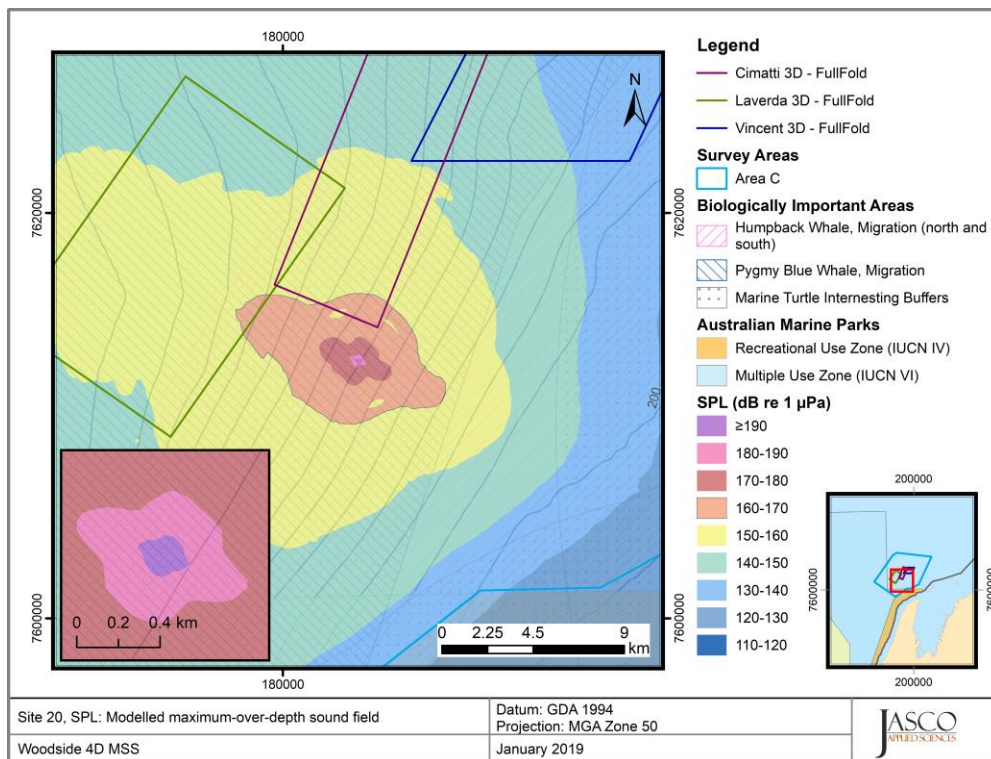 180000
Legend
N
Cimatti 3D - FullFold
Laverda 3D - FullFold
Vincent 3D - FullFold
Survey Areas
Area C
Biologically Important Areas
7620000
7620000
Humpback Whale, Migration (north and
south)
Pygmy Blue Whale, Migration
Marine Turtle Internesting Buffers
Australian Marine Parks
Recreational Use Zone (IUCN IV)
Multiple Use Zone (IUCN VI)
200
SPL (dB re 1 µPa)
≥190
180-190
170-180
160-170
150-160
140-150
130-140
120-130
110-120
200000
7600000
7600000
200000
0 0.2 0.4 km
7600000
7600000
0 2.25 4.5 9
km
180000
Site 20, SPL: Modelled maximum-over-depth sound field
Datum: GDA 1994
Projection: MGA Zone 50
Woodside 4D MSS
January 2019
JASCO
APPLIED SCIENCES